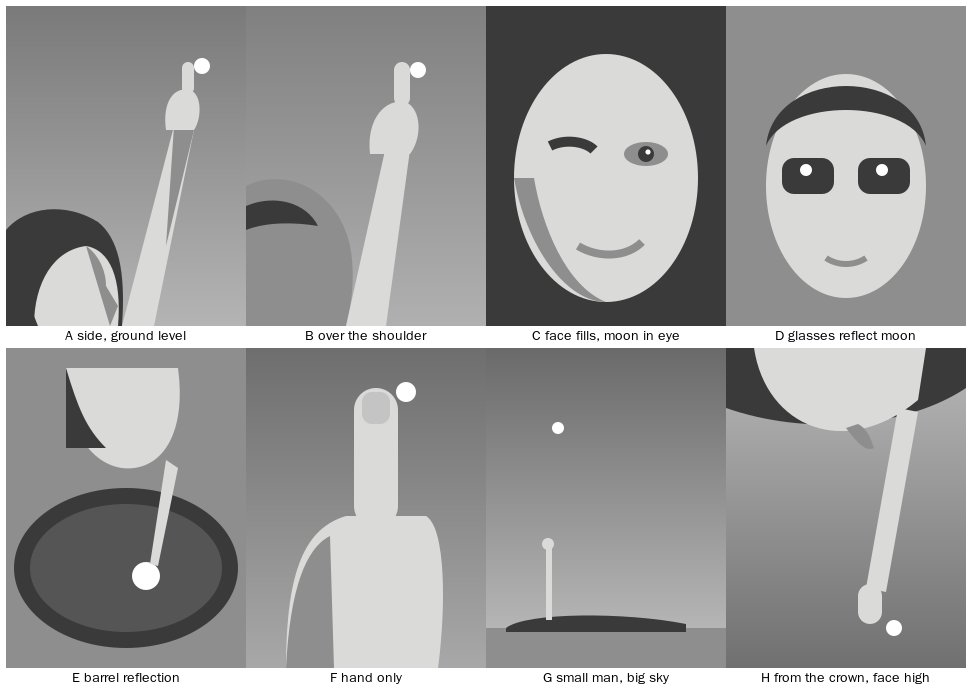 A side, ground level
B over the shoulder
C face fills, moon in eye
D glasses reflect moon
E barrel reflection
F hand only
G small man, big sky
H from the crown, face high